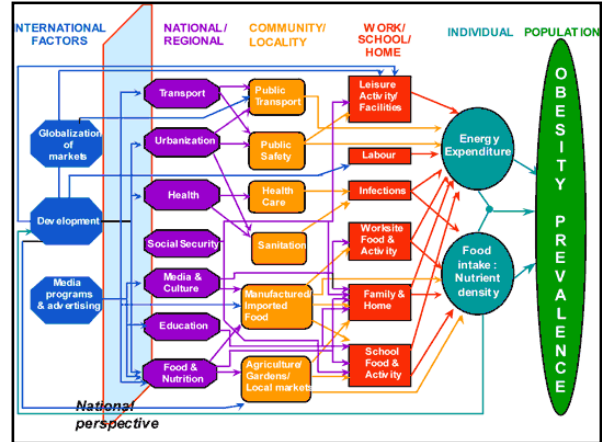 INTERNATIONAL
FACTORS
NATIONAL/
REGIONAL
COMMUNITY/
LOCALITY
WORK/
SCHOOL/
HOME
INDIVIDUAL
POPULATION
Globalization of
markets
Development
Media
programs
& advertising
Transport
Urbanization
Health
Social Security
Media &
Culture
Education
Food &
Nutrition
National
perspective
Public
Transport
Public
Safety
Health
Care
Sanitation
Manufactured/
Imported
Food
Agriculture/
Gardens/
Local markets
Leisure
Activity/
Facilities
Labour
Infections
Worksite
Food &
Activity
Family &
Home
School
Food &
Activity
Energy
Expenditure
Food
intake :
Nutrient
density
OBESITY PREVALENCE